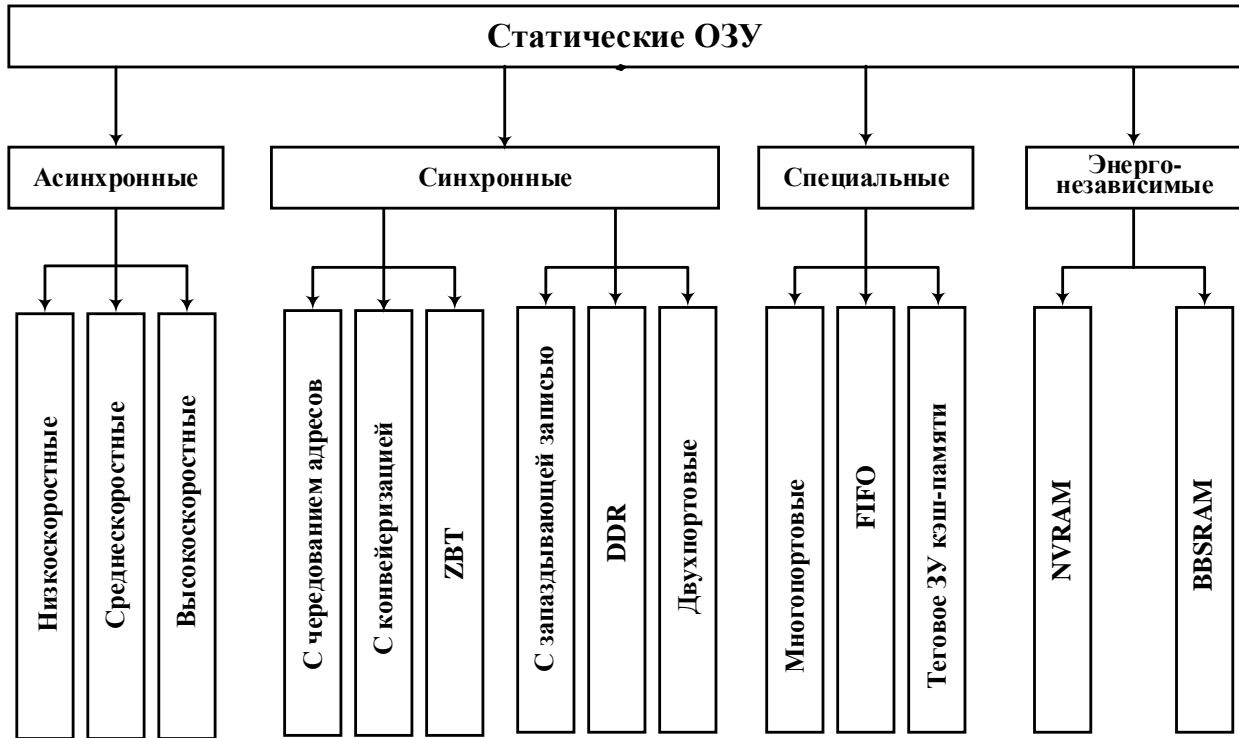 Статические ОЗУ
Асинхронные
Синхронные
Специальные
Энерго-
независимые
Низкоскоростные
Среднескоростные
Высокоскоростные
С чередованием адресов
С конвейеризацией
ZBT
С запаздывающей записью
DDR
Двухпортовые
Многопортовые
FIFO
Теговое ЗУ кэш-памяти
NVRAM
BBSRAM